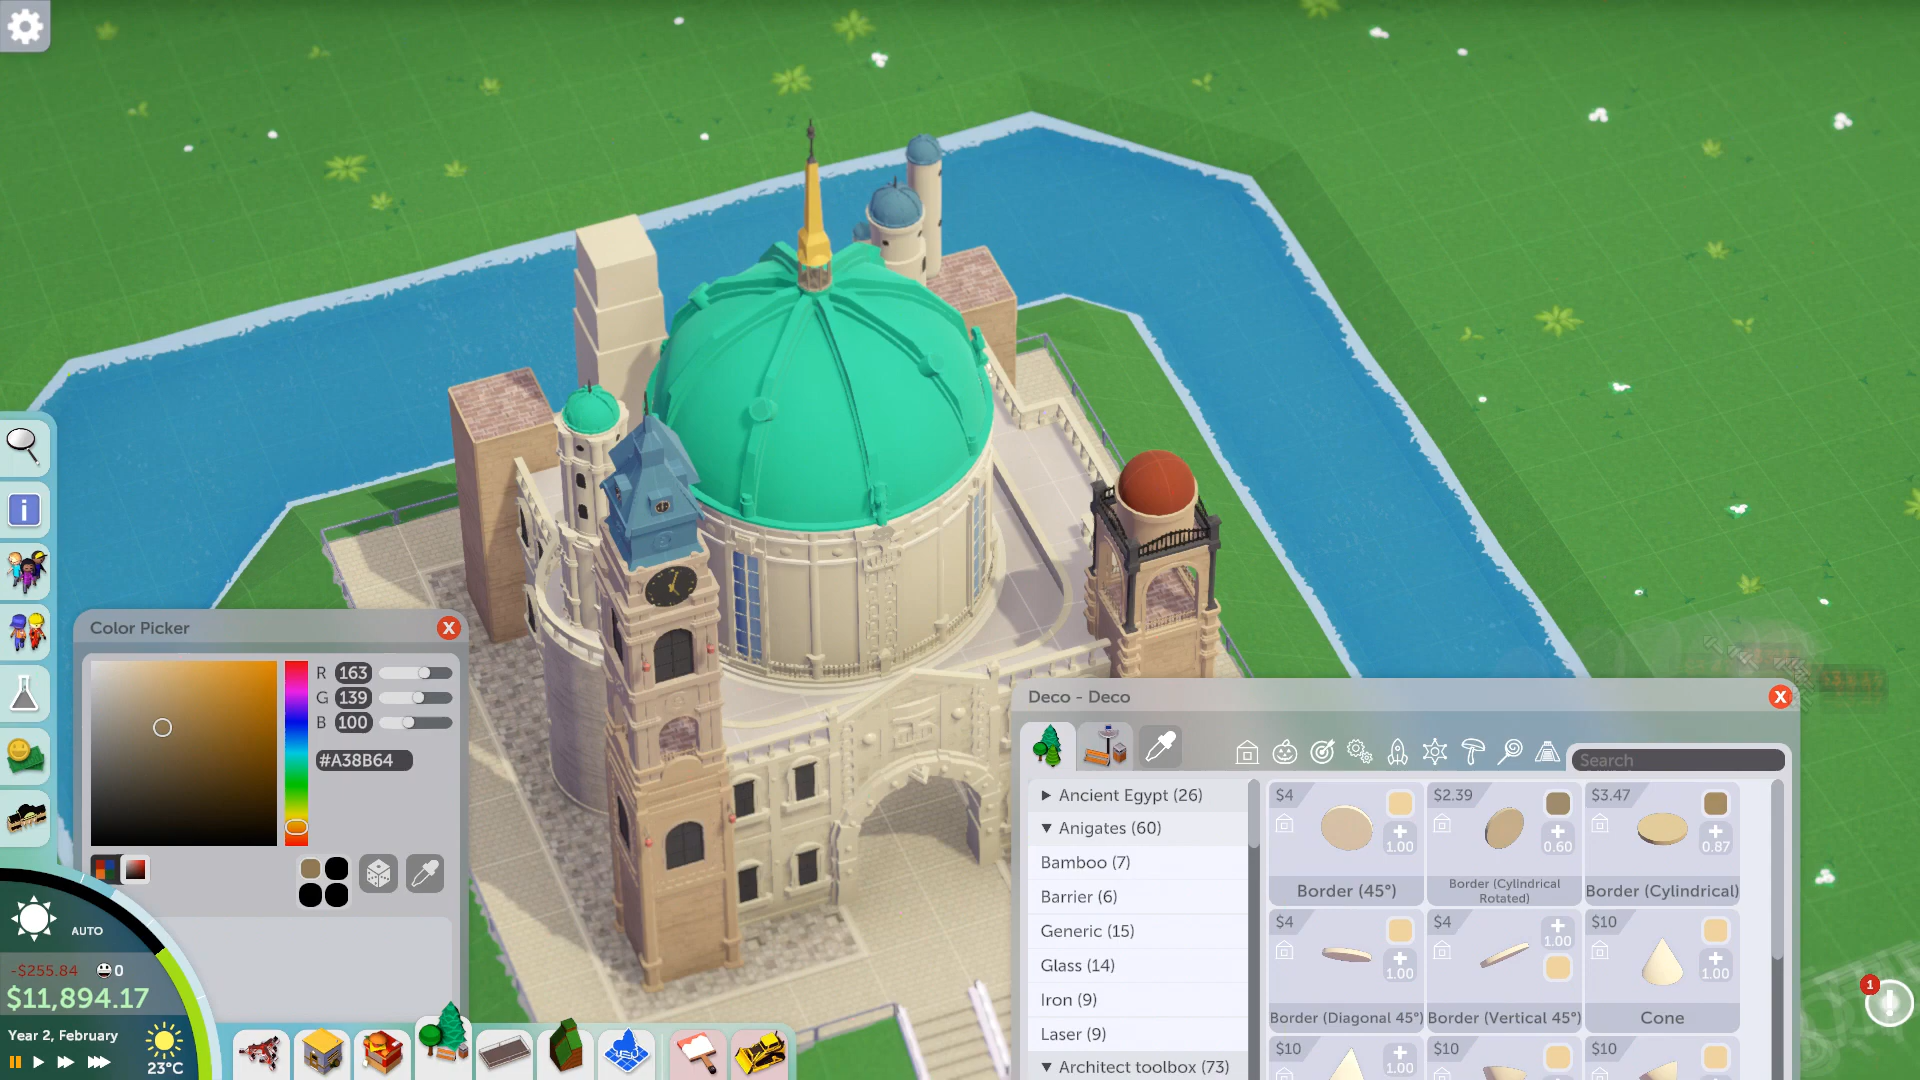 Color Picker
X
R 163
G 139
B 100
#A38B64
AUTO
-$255.84
0
$11,894.17
Year 2, February
23°C
Deco - Deco
X
Search
Ancient Egypt (26)
Anigates (60)
Bamboo (7)
Barrier (6)
Generic (15)
Glass (14)
Iron (9)
Laser (9)
Architect toolbox (73)
$4
1.00
Border (45°)
$2.39
0.60
Border (Cylindrical
Rotated)
$3.47
0.87
Border (Cylindrical)
$4
1.00
Border (Diagonal 45°)
$4
1.00
Border (Vertical 45°)
$10
1.00
Cone
$10
1.00
$10
$10
1